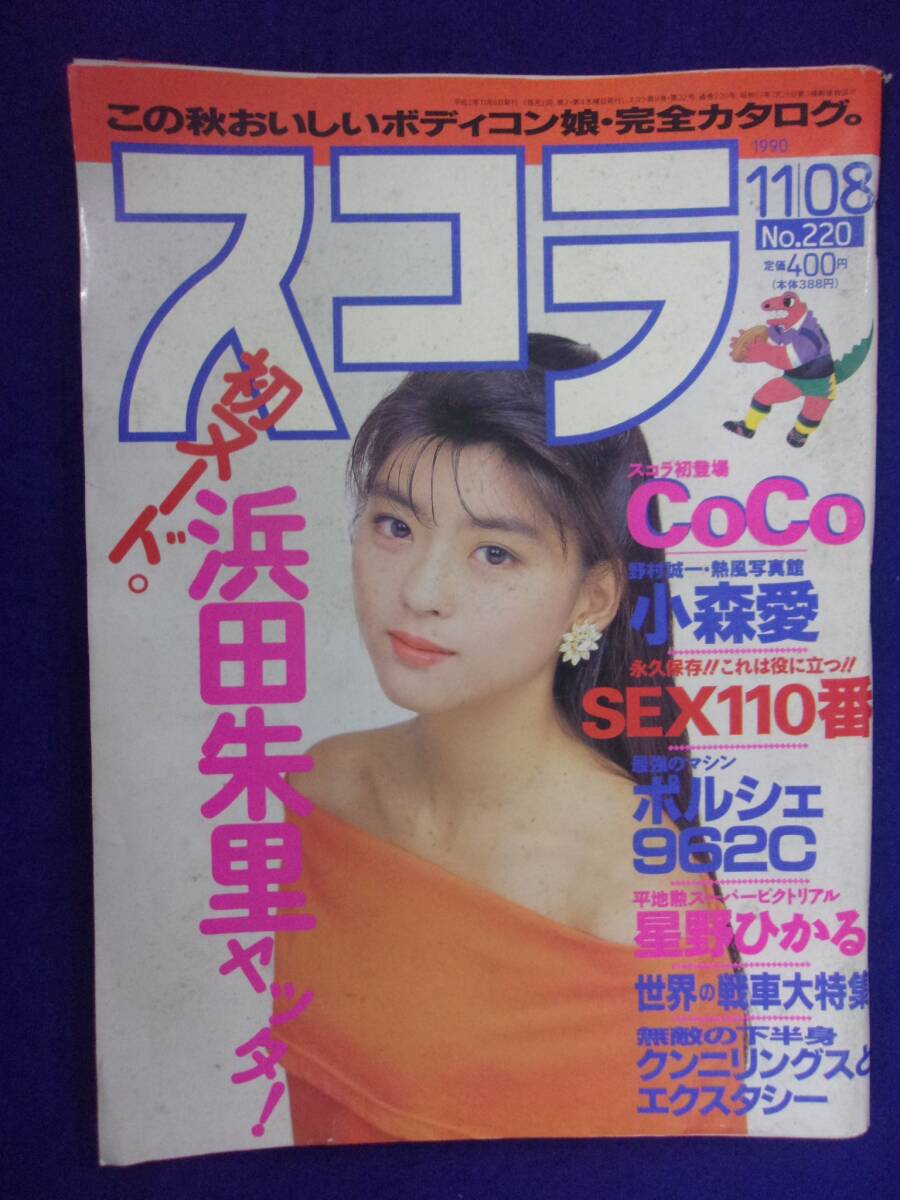 この秋おいしいボディコン娘・完全カタログ。
スコラ
1990
11|08
No.220
定価400円
(本体388円)
初ヌード。
浜田朱里ヤッタ!
スコラ初登場
CoCo
野村誠一・熱風写真館
小森愛
永久保存!!これは役に立つ!!
SEX110番
最強のマシン
ポルシェ
962C
平地勲スーパーピクトリアル
星野ひかる
世界の戦車大特集
無敵の下半身
クンニリングスと
エクスタシー